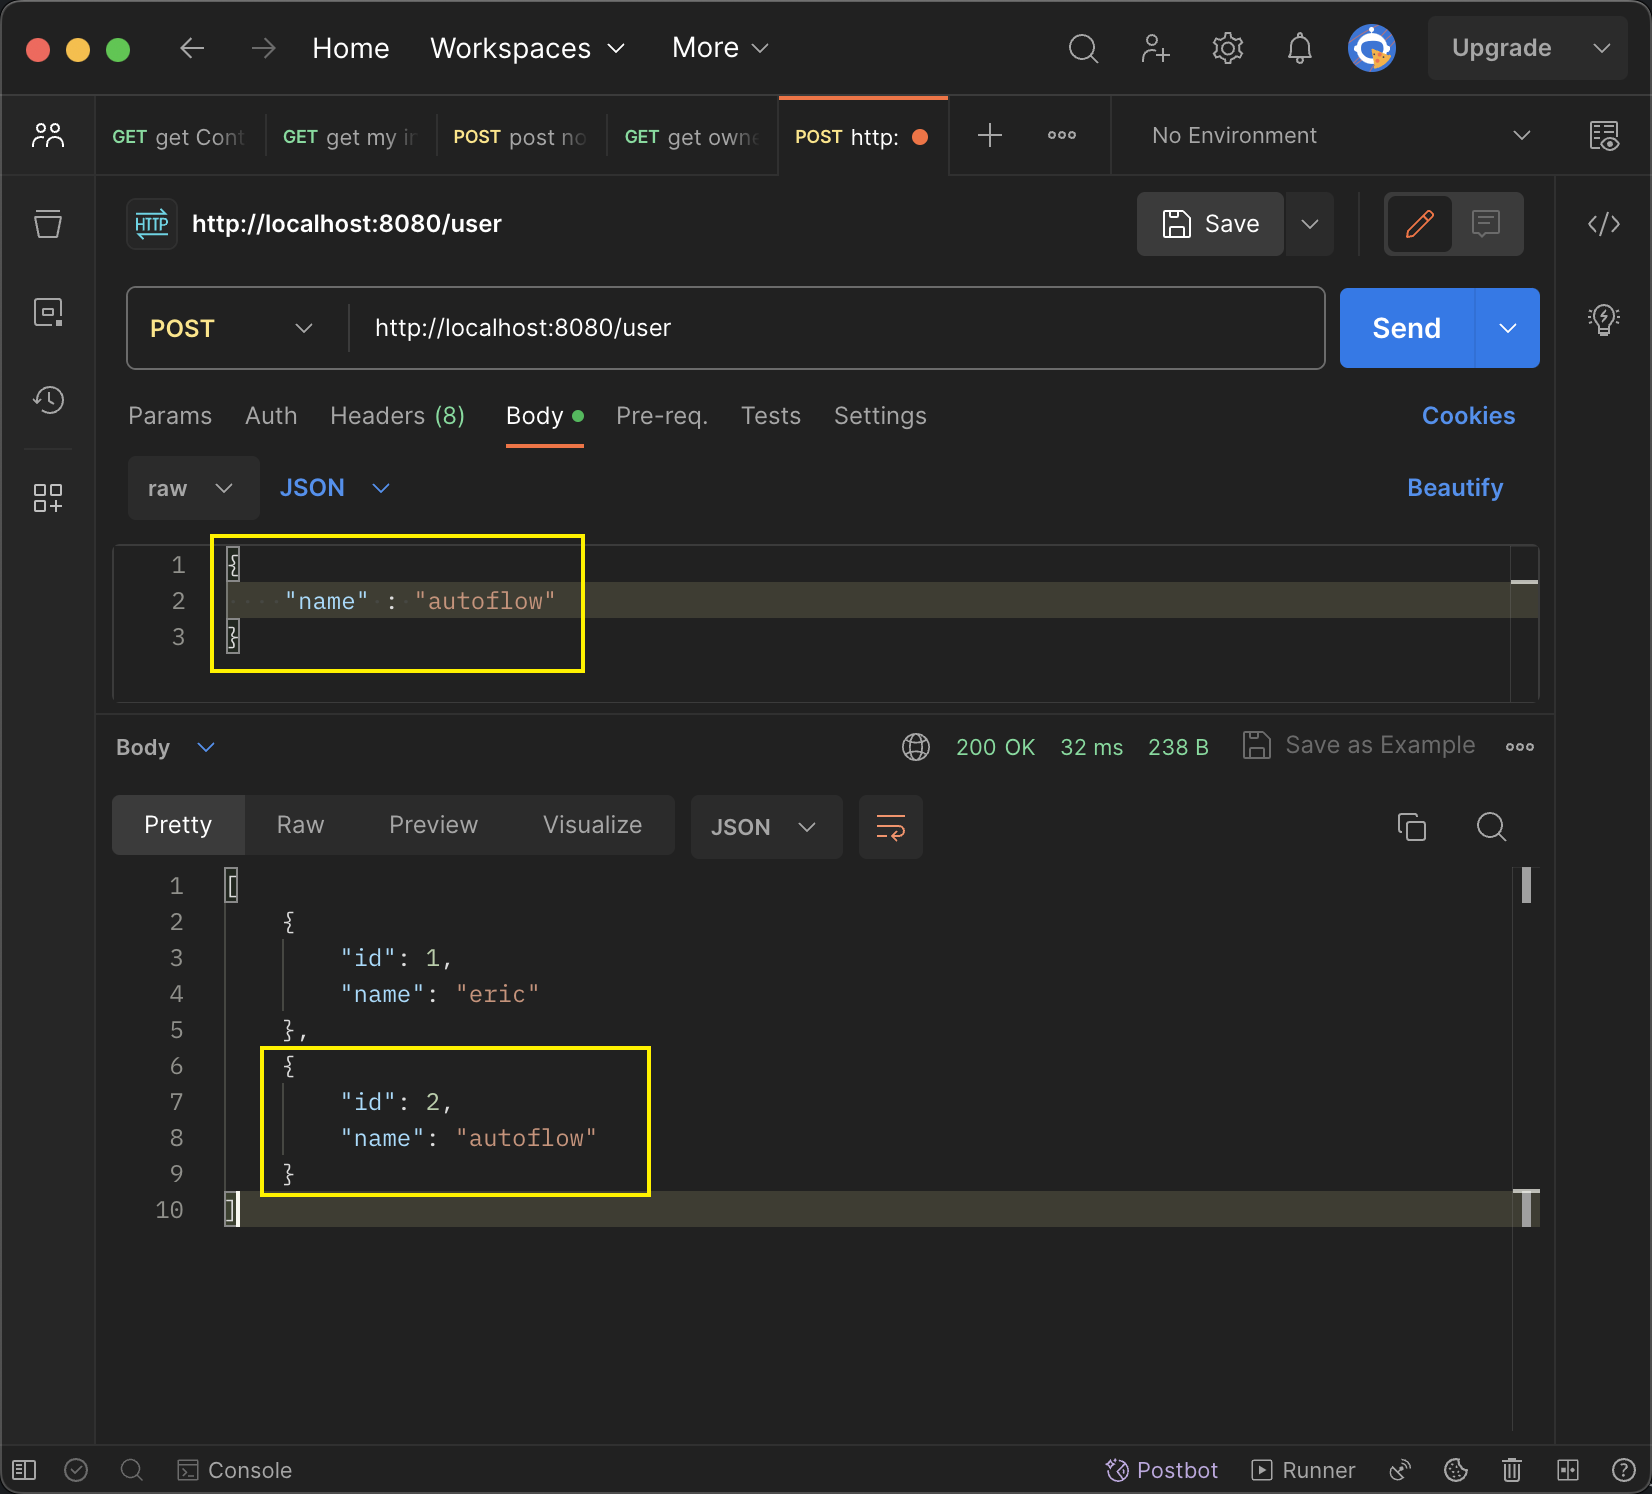 Home Workspaces More Upgrade
GET get Cont GET get my ir POST post no GET get owne POST http: No Environment
HTTP http://localhost:8080/user Save
POST http://localhost:8080/user Send
Params Auth Headers (8) Body Pre-req. Tests Settings Cookies
raw JSON Beautify
1 {
2 "name" : "autoflow"
3 }
Body 200 OK 32 ms 238 B Save as Example
Pretty Raw Preview Visualize JSON
1 [
2 {
3 "id": 1,
4 "name": "eric"
5 },
6 {
7 "id": 2,
8 "name": "autoflow"
9 }
10 ]
Console Postbot Runner